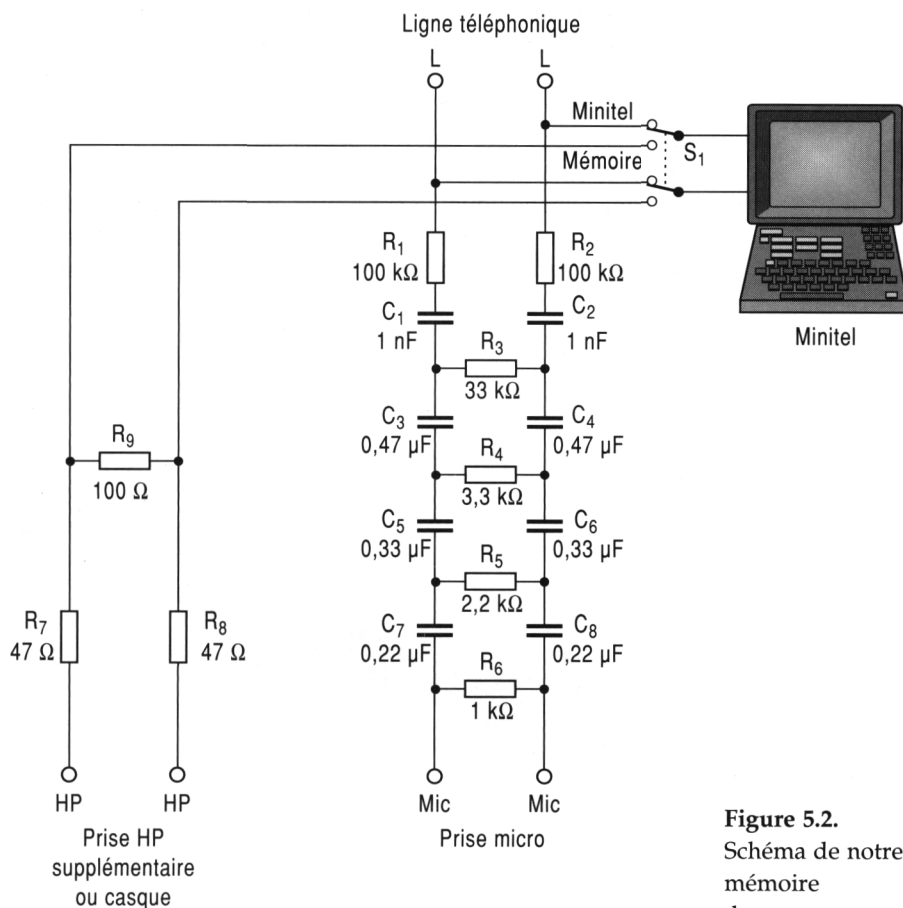 Ligne téléphonique
L L
Minitel
Mémoire
S1
Minitel
R1
100 kΩ
R2
100 kΩ
C1
1 nF
C2
1 nF
R3
33 kΩ
C3
0,47 µF
C4
0,47 µF
R4
3,3 kΩ
C5
0,33 µF
C6
0,33 µF
R5
2,2 kΩ
C7
0,22 µF
C8
0,22 µF
R6
1 kΩ
R9
100 Ω
R7
47 Ω
R8
47 Ω
HP HP
Prise HP
supplémentaire
ou casque
Mic Mic
Prise micro
Figure 5.2.
Schéma de notre
mémoire